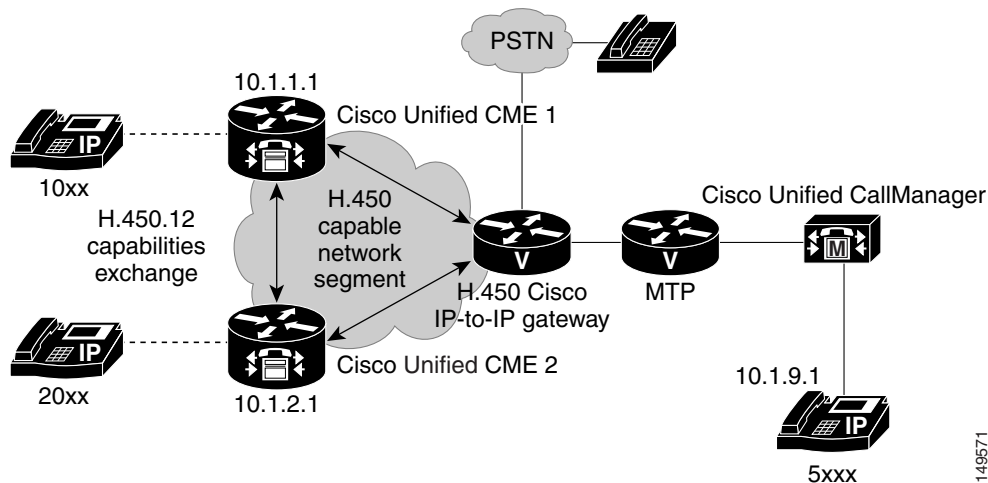 PSTN
10.1.1.1
Cisco Unified CME 1
IP
10xx
H.450.12
capabilities
exchange
H.450
capable
network
segment
Cisco Unified CallManager
V
V
M
H.450 Cisco
IP-to-IP gateway
MTP
IP
20xx
Cisco Unified CME 2
10.1.2.1
10.1.9.1
IP
5xxx
149571